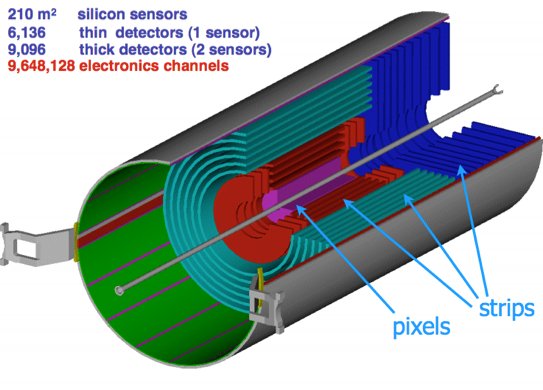 210 m² silicon sensors
6,136 thin detectors (1 sensor)
9,096 thick detectors (2 sensors)
9,648,128 electronics channels
pixels
strips